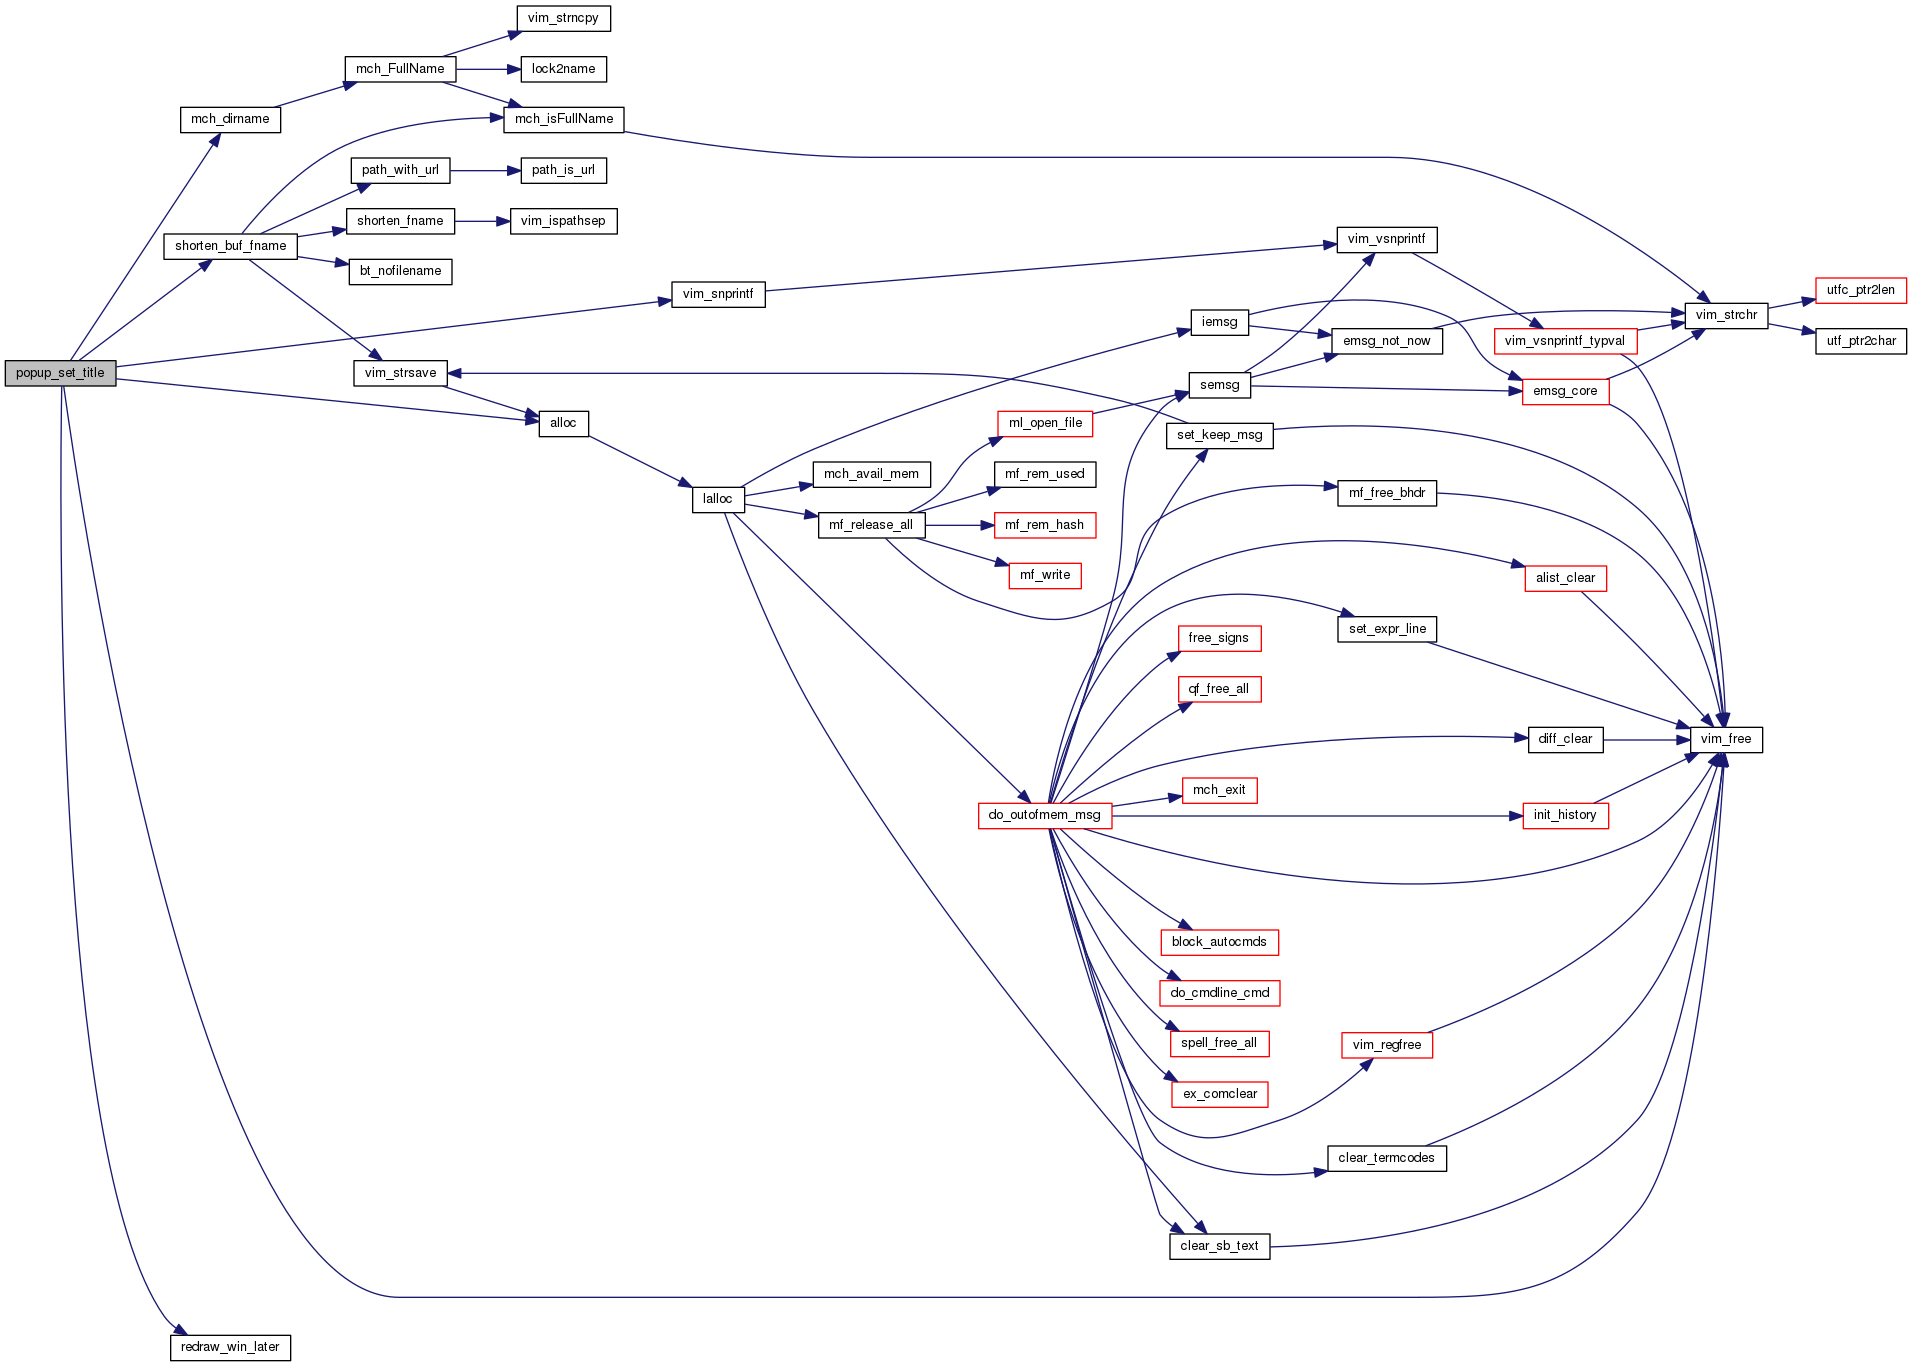 vim_strncpy
mch_FullName
lock2name
mch_dirname
mch_isFullName
path_with_url
path_is_url
shorten_fname
vim_ispathsep
shorten_buf_fname
vim_vsnprintf
bt_nofilename
utfc_ptr2len
vim_snprintf
iemsg
vim_strchr
emsg_not_now
vim_vsnprintf_typval
utf_ptr2char
popup_set_title
vim_strsave
semsg
emsg_core
alloc
ml_open_file
set_keep_msg
mch_avail_mem
mf_rem_used
lalloc
mf_free_bhdr
mf_release_all
mf_rem_hash
mf_write
alist_clear
set_expr_line
free_signs
qf_free_all
diff_clear
vim_free
mch_exit
do_outofmem_msg
init_history
block_autocmds
do_cmdline_cmd
spell_free_all
vim_regfree
ex_comclear
clear_termcodes
clear_sb_text
redraw_win_later